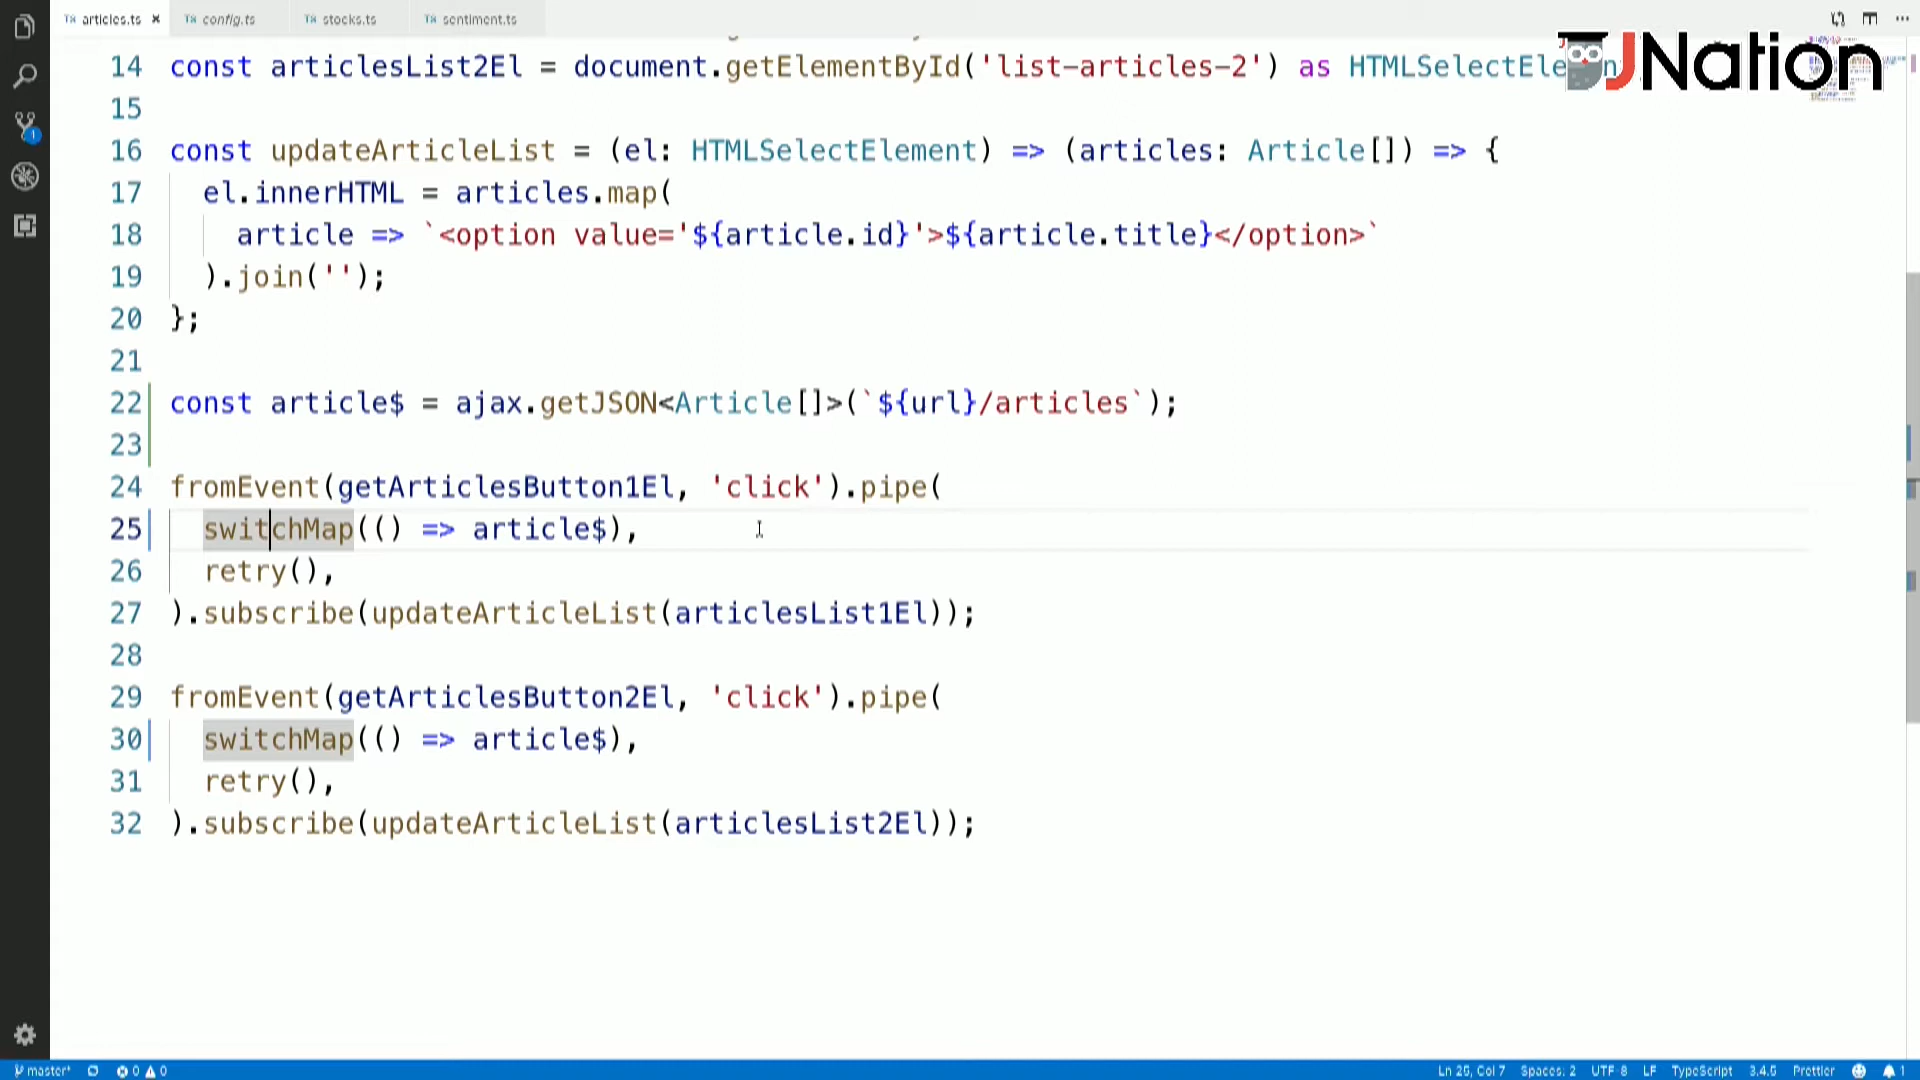 articles.ts
config.ts
stocks.ts
sentiment.ts
JNation
14 const articlesList2El = document.getElementById('list-articles-2') as HTMLSelectEle
15
16 const updateArticleList = (el: HTMLSelectElement) => (articles: Article[]) => {
17 el.innerHTML = articles.map(
18 article => `<option value='${article.id}'>${article.title}</option>`
19 ).join('');
20 };
21
22 const article$ = ajax.getJSON<Article[]>(`${url}/articles`);
23
24 fromEvent(getArticlesButton1El, 'click').pipe(
25 switchMap(() => article$),
26 retry(),
27 ).subscribe(updateArticleList(articlesList1El));
28
29 fromEvent(getArticlesButton2El, 'click').pipe(
30 switchMap(() => article$),
31 retry(),
32 ).subscribe(updateArticleList(articlesList2El));
1
master* 0 0 Ln 25, Col 7 Spaces: 2 UTF-8 LF TypeScript 3.4.5 Prettier 1